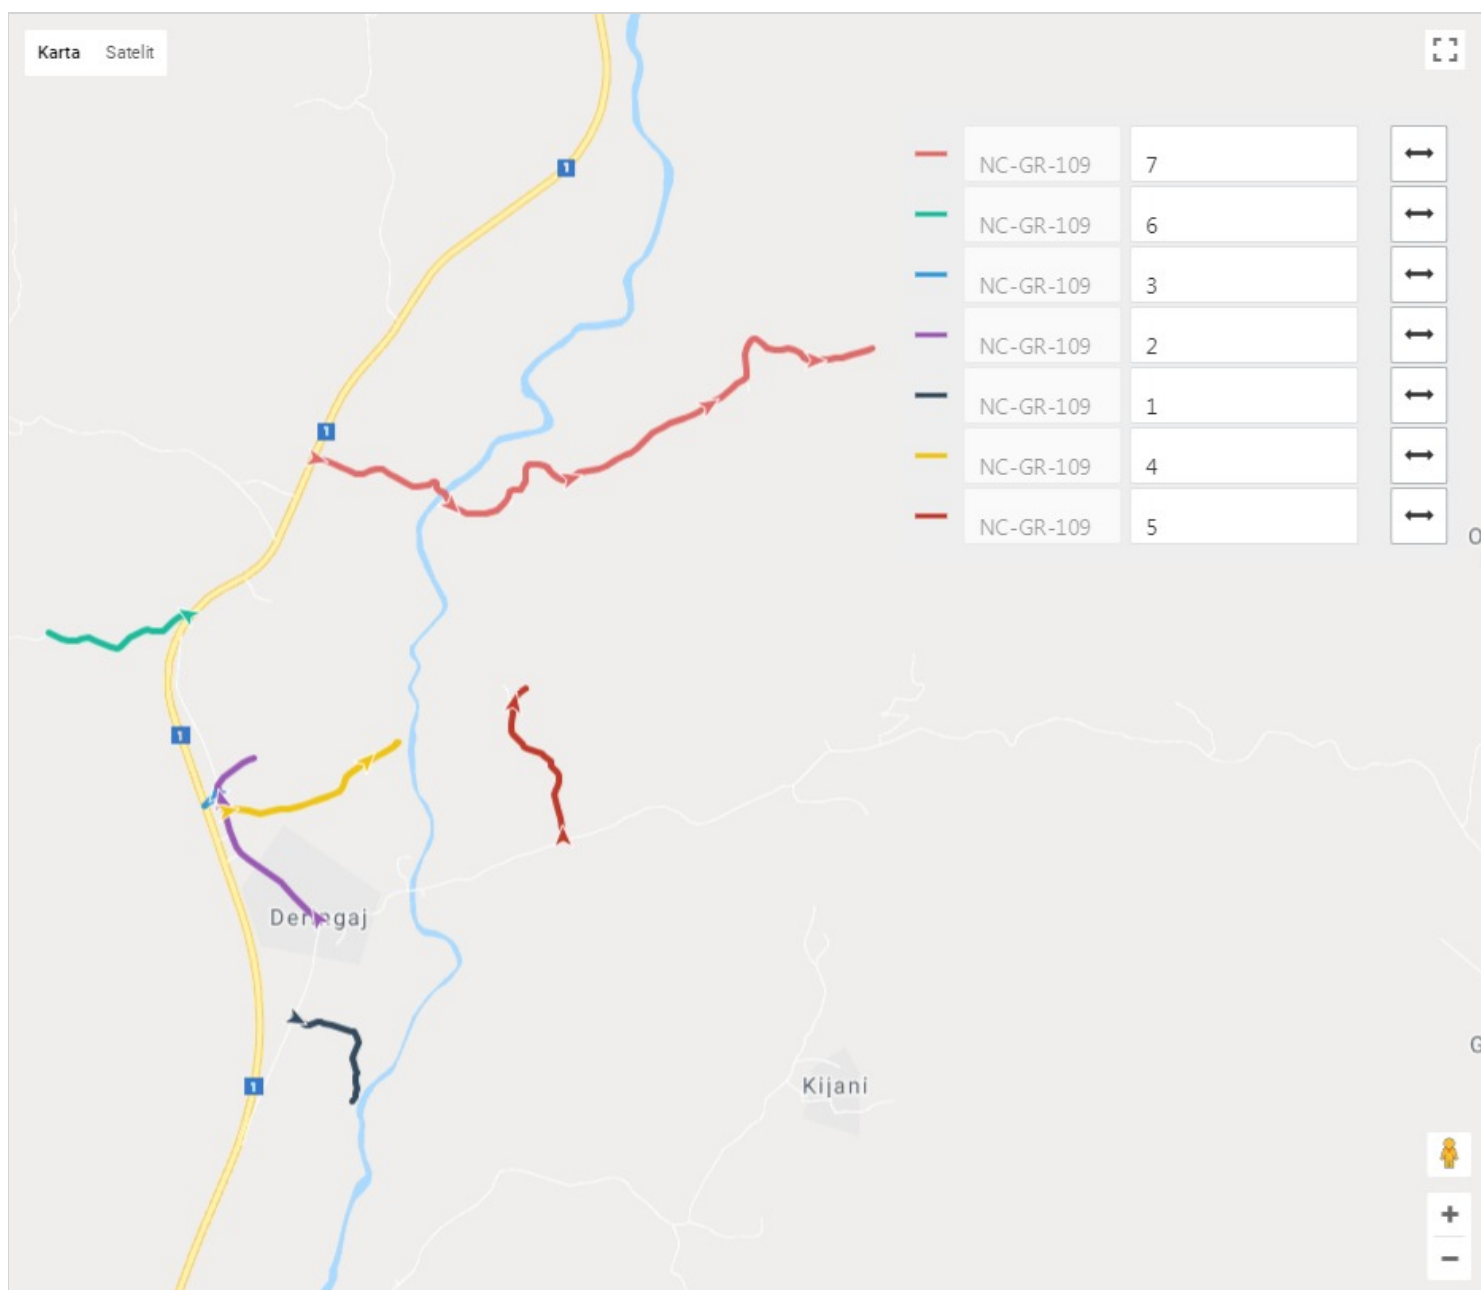 Karta Satelit
1
NC-GR-109 7
NC-GR-109 6
NC-GR-109 3
NC-GR-109 2
NC-GR-109 1
1
NC-GR-109 4
NC-GR-109 5
O
1
Kijani
G
1